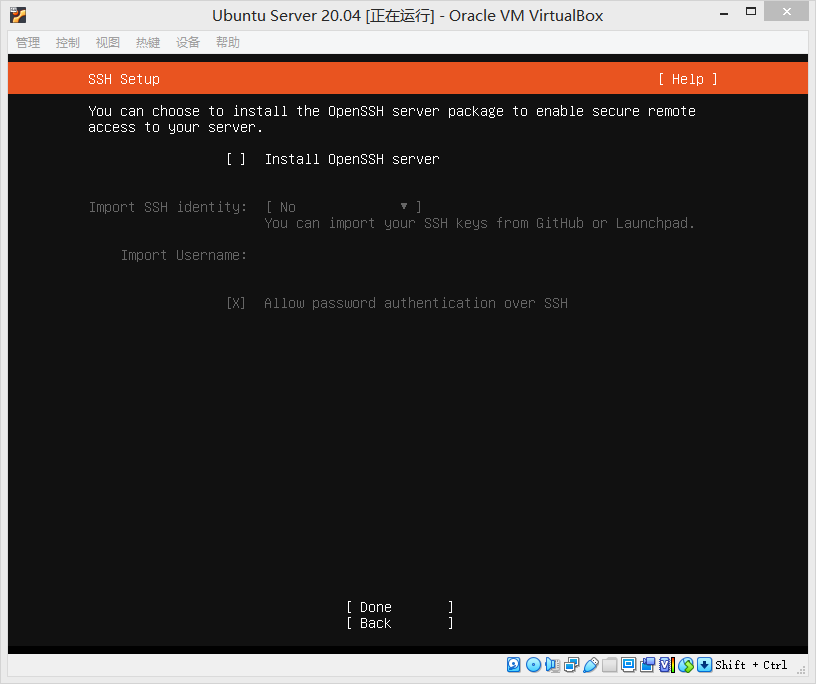 Ubuntu Server 20.04 [正在运行] - Oracle VM VirtualBox
管理 控制 视图 热键 设备 帮助
SSH Setup [ Help ]
You can choose to install the OpenSSH server package to enable secure remote
access to your server.
[ ] Install OpenSSH server
Import SSH identity: [ No ▾ ]
You can import your SSH keys from GitHub or Launchpad.
Import Username:
[X] Allow password authentication over SSH
[ Done ]
[ Back ]
Shift + Ctrl